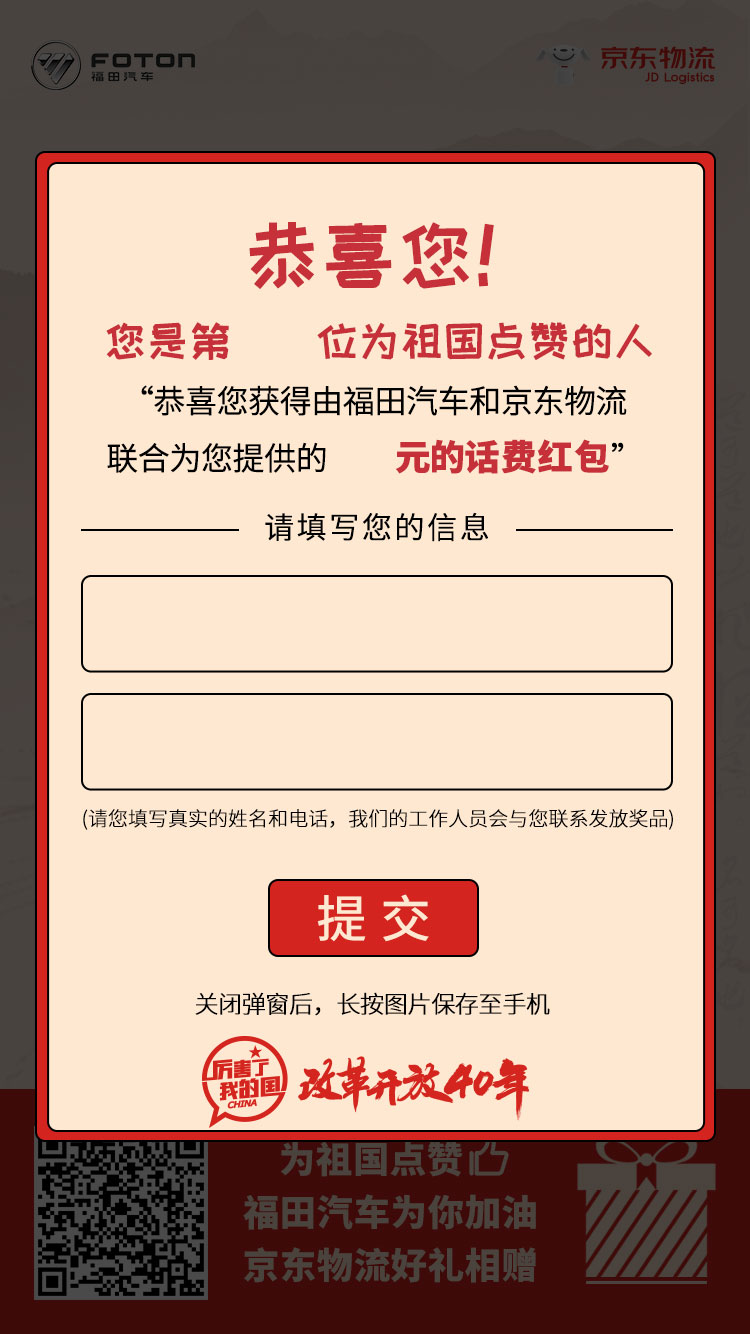 FOTON
福田汽车
京东物流
JD Logistics
恭喜您!
您是第 位为祖国点赞的人
“恭喜您获得由福田汽车和京东物流
联合为您提供的 元的话费红包”
请填写您的信息
(请您填写真实的姓名和电话，我们的工作人员会与您联系发放奖品)
提交
关闭弹窗后，长按图片保存至手机
厉害了
我的国
CHINA
改革开放40年
为祖国点赞
福田汽车为你加油
京东物流好礼相赠